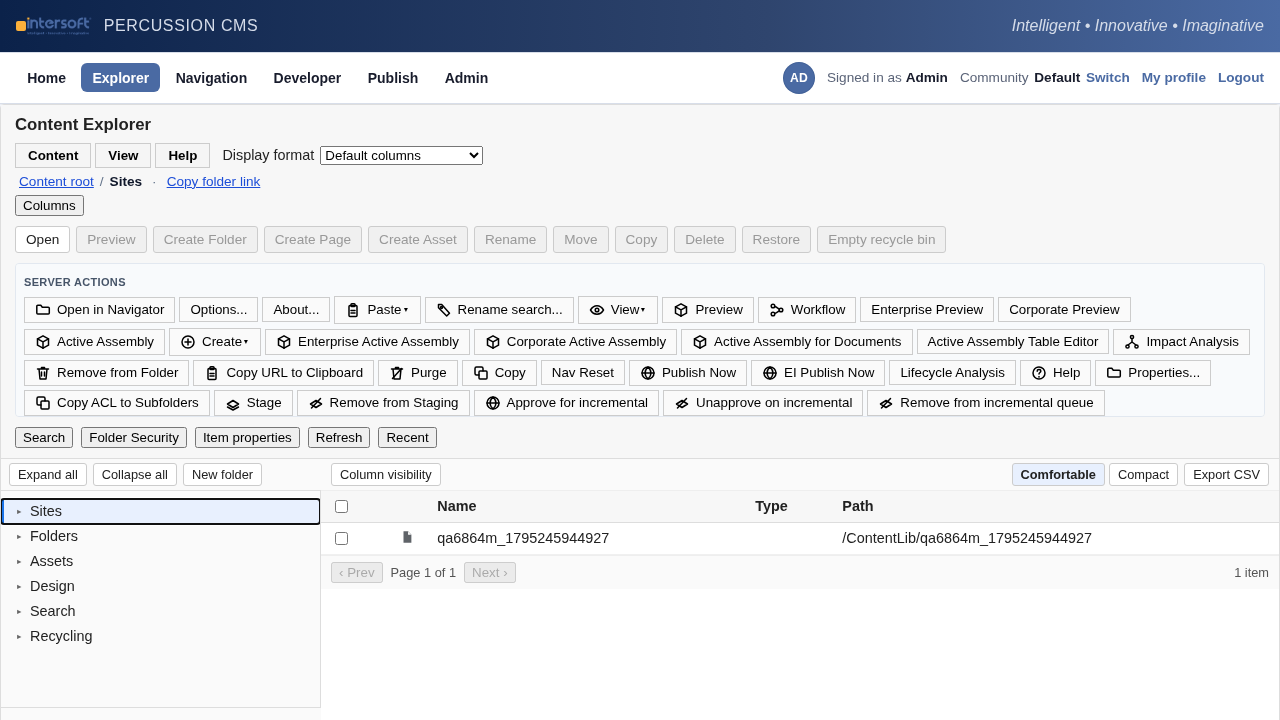 intersoft PERCUSSION CMS Intelligent • Innovative • Imaginative
Home Explorer Navigation Developer Publish Admin AD Signed in as Admin Community Default Switch My profile Logout
Content Explorer
Content View Help Display format Default columns
Content root / Sites · Copy folder link
Columns
Open Preview Create Folder Create Page Create Asset Rename Move Copy Delete Restore Empty recycle bin
SERVER ACTIONS
Open in Navigator Options... About... Paste▾ Rename search... View▾ Preview Workflow Enterprise Preview Corporate Preview
Active Assembly Create▾ Enterprise Active Assembly Corporate Active Assembly Active Assembly for Documents Active Assembly Table Editor Impact Analysis
Remove from Folder Copy URL to Clipboard Purge Copy Nav Reset Publish Now EI Publish Now Lifecycle Analysis Help Properties...
Copy ACL to Subfolders Stage Remove from Staging Approve for incremental Unapprove on incremental Remove from incremental queue
Search Folder Security Item properties Refresh Recent
Expand all Collapse all New folder Column visibility Comfortable Compact Export CSV
Name Type Path
▸ Sites
▸ Folders
▸ Assets
▸ Design
▸ Search
▸ Recycling
qa6864m_1795245944927 /ContentLib/qa6864m_1795245944927
‹ Prev Page 1 of 1 Next › 1 item